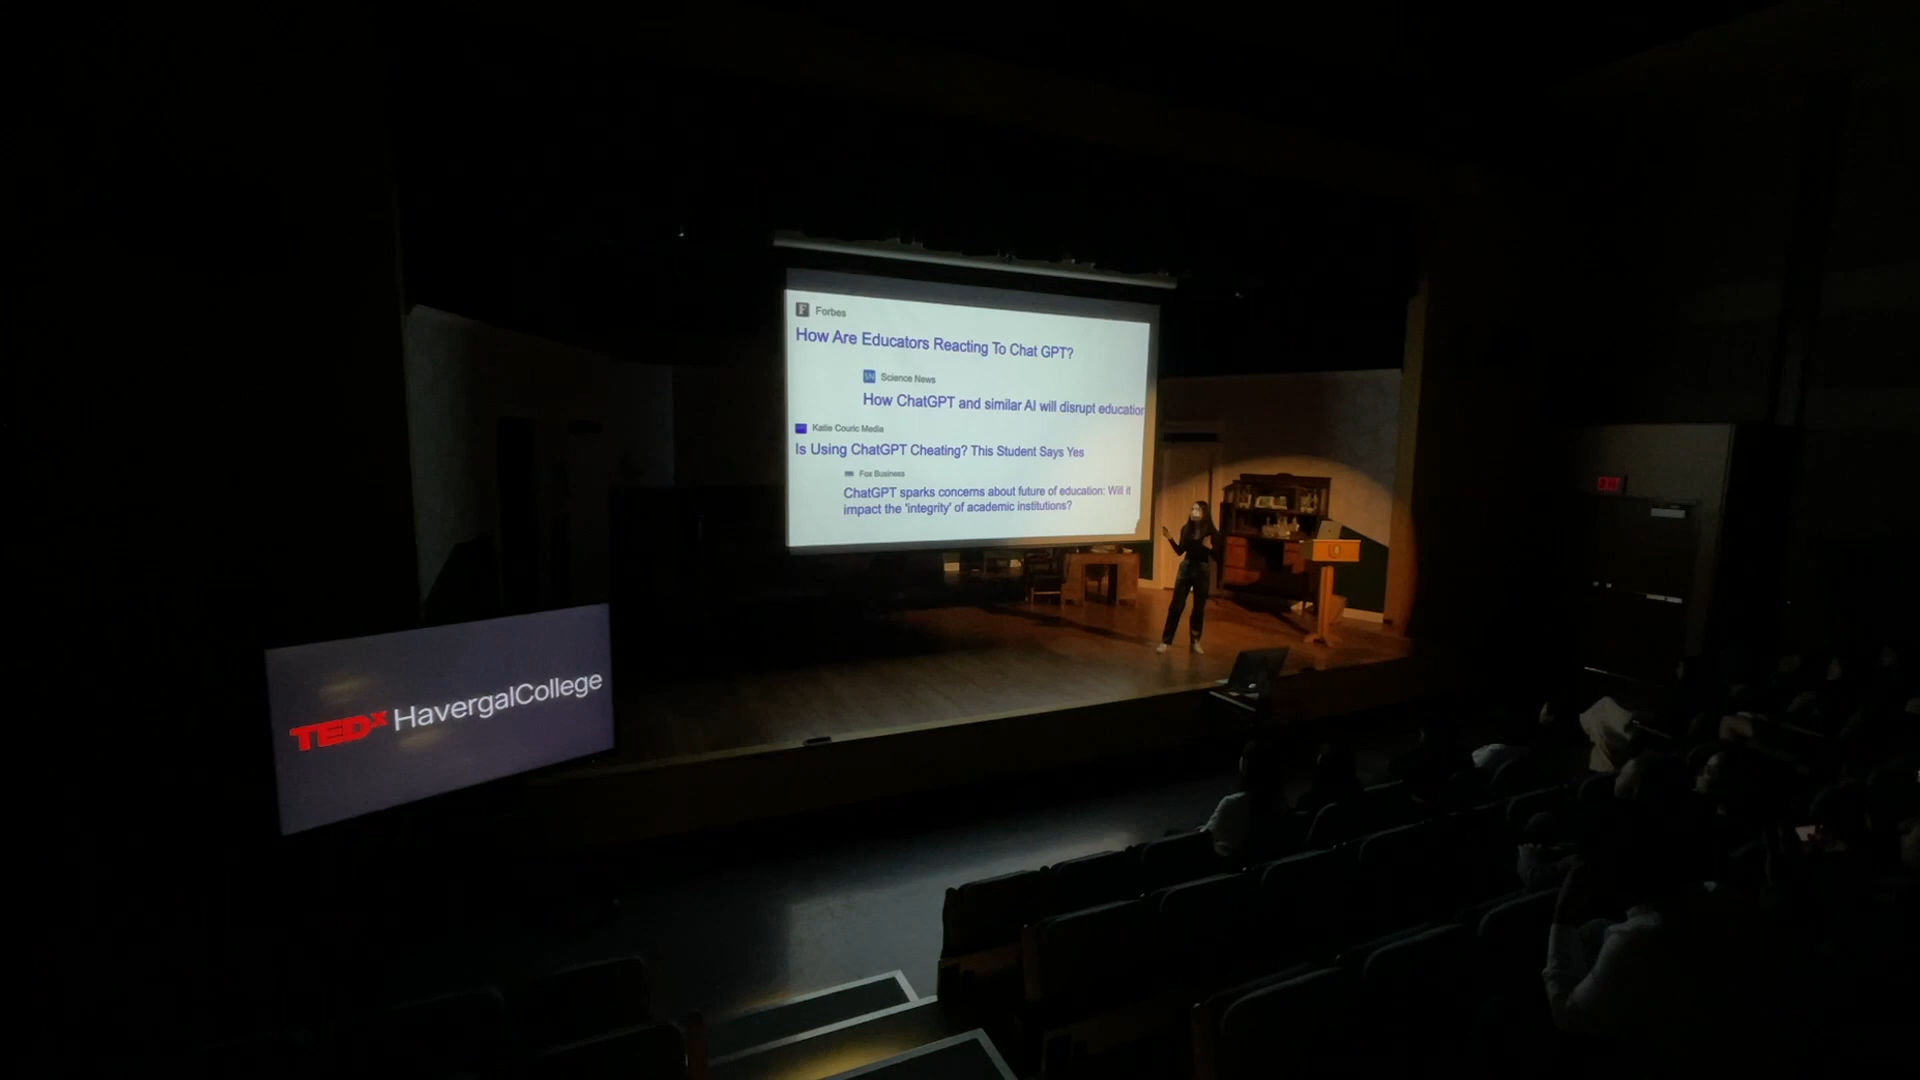 Forbes
How Are Educators Reacting To Chat GPT?
SN Science News
How ChatGPT and similar AI will disrupt education
Katie Couric Media
Is Using ChatGPT Cheating? This Student Says Yes
Fox Business
ChatGPT sparks concerns about future of education: Will it
impact the 'integrity' of academic institutions?
EXIT
TEDx HavergalCollege